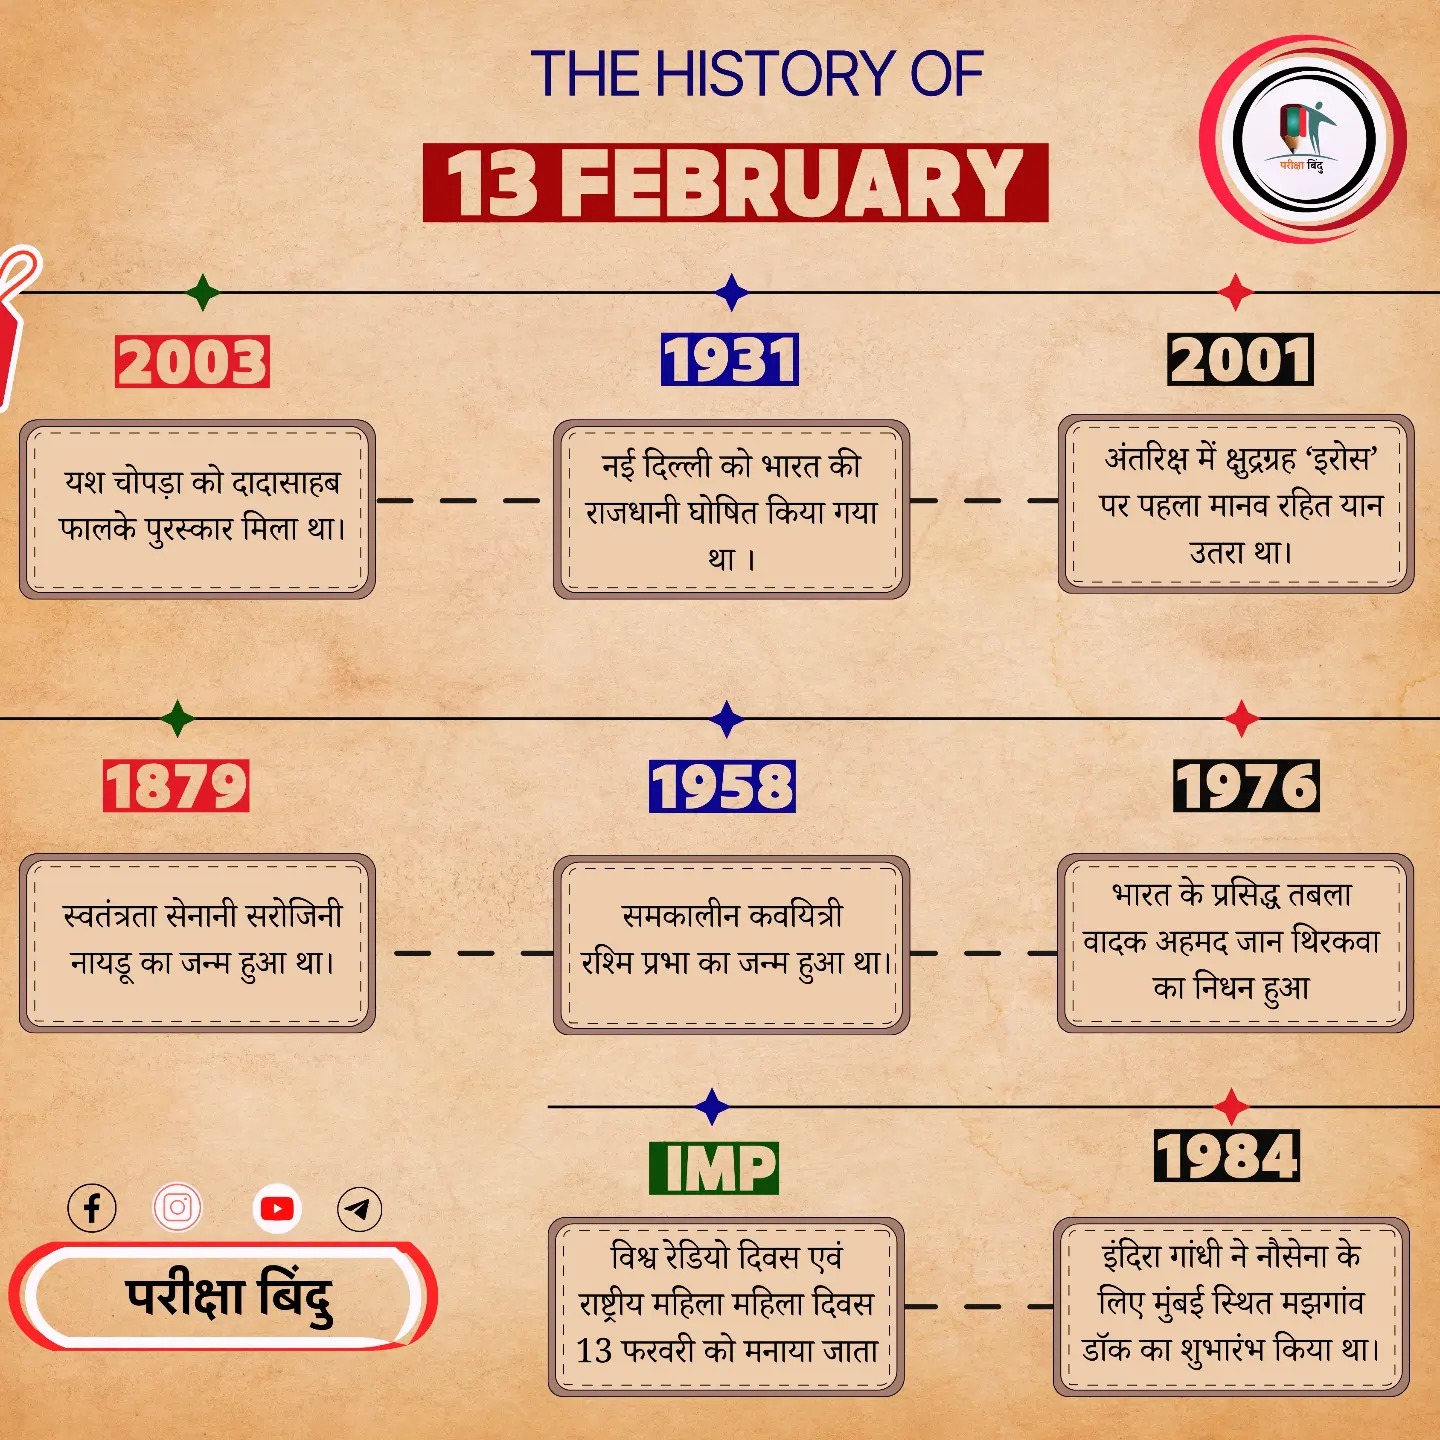 THE HISTORY OF
13 FEBRUARY
परीक्षा बिंदु
2003
यश चोपड़ा को दादासाहब
फालके पुरस्कार मिला था।
1931
नई दिल्ली को भारत की
राजधानी घोषित किया गया
था ।
2001
अंतरिक्ष में क्षुद्रग्रह ‘इरोस’
पर पहला मानव रहित यान
उतरा था।
1879
स्वतंत्रता सेनानी सरोजिनी
नायडू का जन्म हुआ था।
1958
समकालीन कवयित्री
रश्मि प्रभा का जन्म हुआ था।
1976
भारत के प्रसिद्ध तबला
वादक अहमद जान थिरकवा
का निधन हुआ
IMP
विश्व रेडियो दिवस एवं
राष्ट्रीय महिला महिला दिवस
13 फरवरी को मनाया जाता
1984
इंदिरा गांधी ने नौसेना के
लिए मुंबई स्थित मझगांव
डॉक का शुभारंभ किया था।
परीक्षा बिंदु